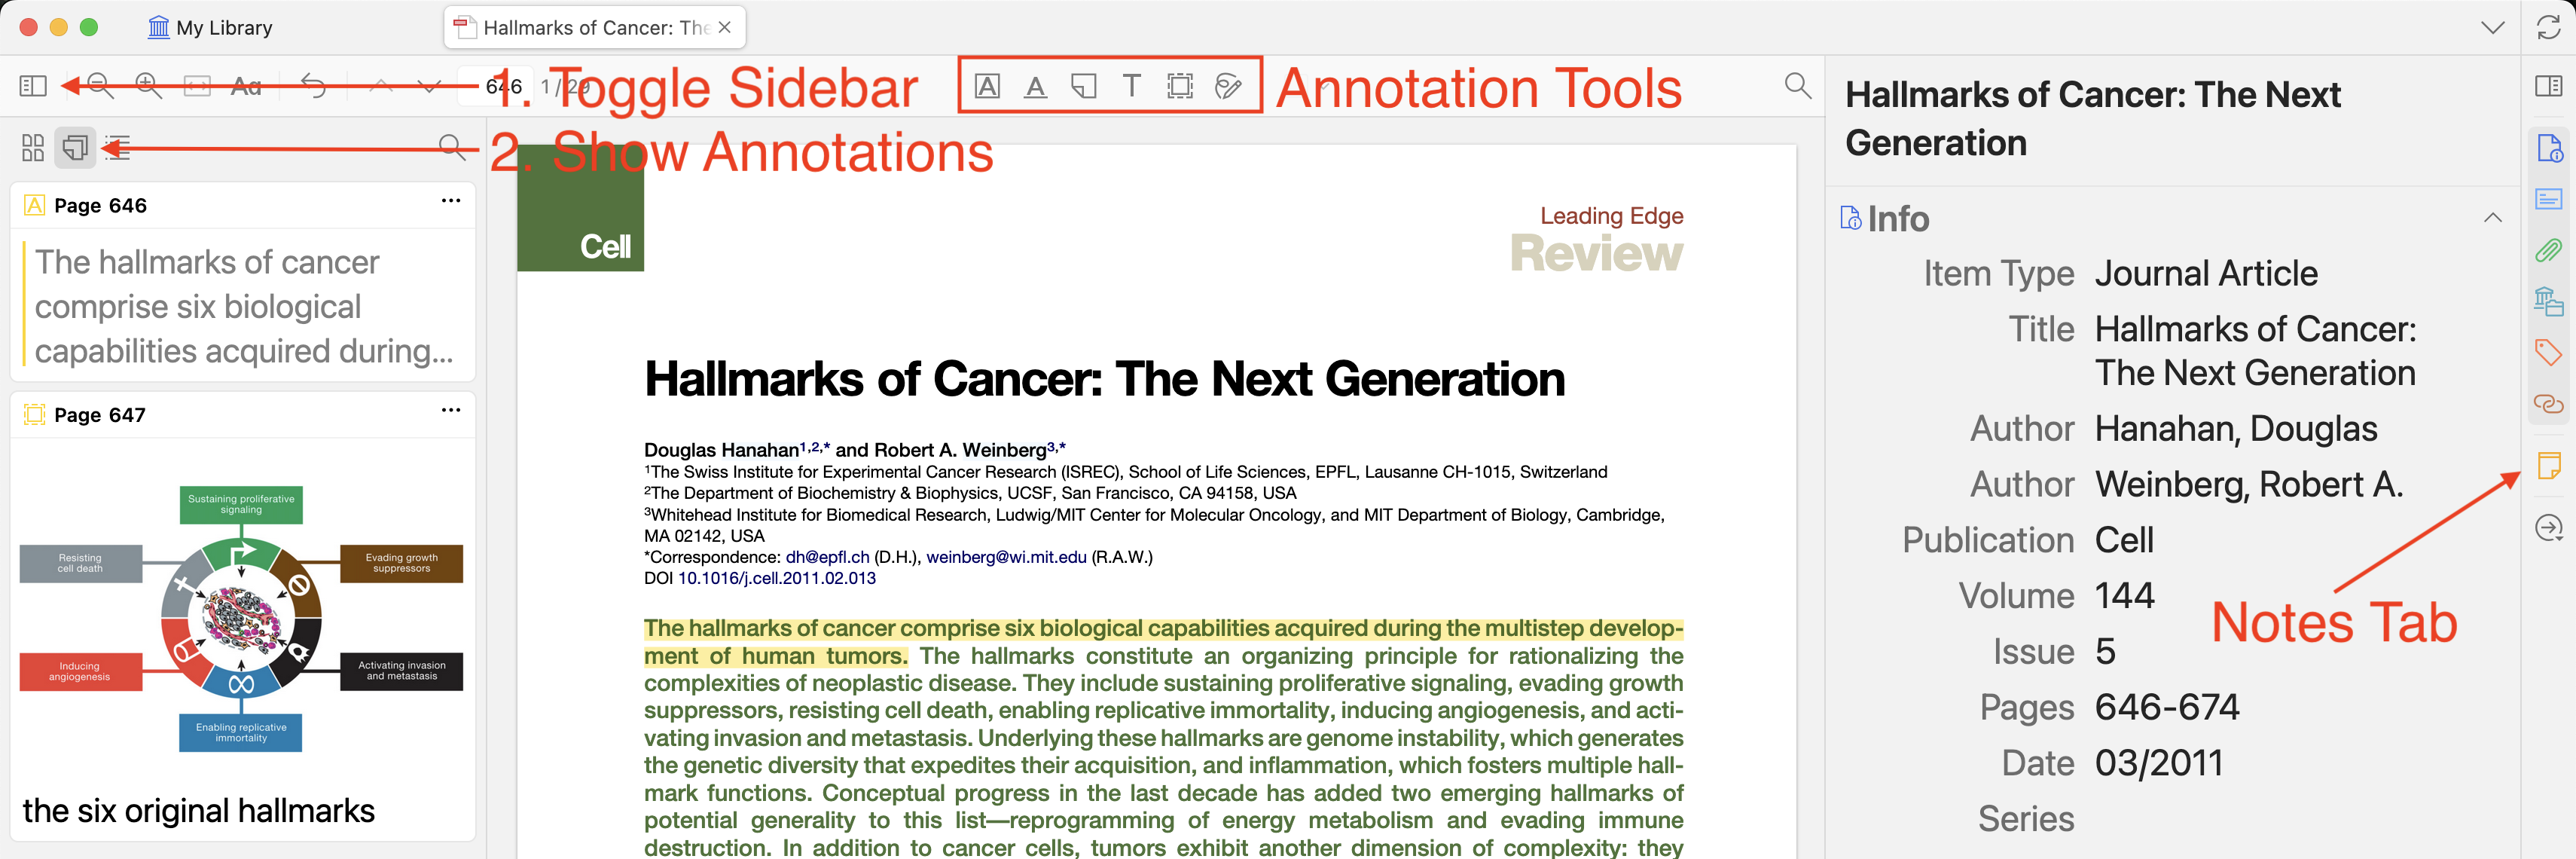 My Library
Hallmarks of Cancer: The
Aa
646
1 / 29
1. Toggle Sidebar
A A T
Annotation Tools
2. Show Annotations
A Page 646
The hallmarks of cancer
comprise six biological
capabilities acquired during...
Page 647
Sustaining proliferative
signaling
Resisting
cell death
Evading growth
suppressors
Inducing
angiogenesis
Activating invasion
and metastasis
Enabling replicative
immortality
the six original hallmarks
Cell
Leading Edge
Review
Hallmarks of Cancer: The Next Generation
Douglas Hanahan1,2,* and Robert A. Weinberg3,*
1The Swiss Institute for Experimental Cancer Research (ISREC), School of Life Sciences, EPFL, Lausanne CH-1015, Switzerland
2The Department of Biochemistry & Biophysics, UCSF, San Francisco, CA 94158, USA
3Whitehead Institute for Biomedical Research, Ludwig/MIT Center for Molecular Oncology, and MIT Department of Biology, Cambridge,
MA 02142, USA
*Correspondence: dh@epfl.ch (D.H.), weinberg@wi.mit.edu (R.A.W.)
DOI 10.1016/j.cell.2011.02.013
The hallmarks of cancer comprise six biological capabilities acquired during the multistep develop-
ment of human tumors. The hallmarks constitute an organizing principle for rationalizing the
complexities of neoplastic disease. They include sustaining proliferative signaling, evading growth
suppressors, resisting cell death, enabling replicative immortality, inducing angiogenesis, and acti-
vating invasion and metastasis. Underlying these hallmarks are genome instability, which generates
the genetic diversity that expedites their acquisition, and inflammation, which fosters multiple hall-
mark functions. Conceptual progress in the last decade has added two emerging hallmarks of
potential generality to this list—reprogramming of energy metabolism and evading immune
destruction. In addition to cancer cells, tumors exhibit another dimension of complexity: they
Hallmarks of Cancer: The Next
Generation
Info
Item Type Journal Article
Title Hallmarks of Cancer:
The Next Generation
Author Hanahan, Douglas
Author Weinberg, Robert A.
Publication Cell
Volume 144
Issue 5
Pages 646-674
Date 03/2011
Series
Notes Tab